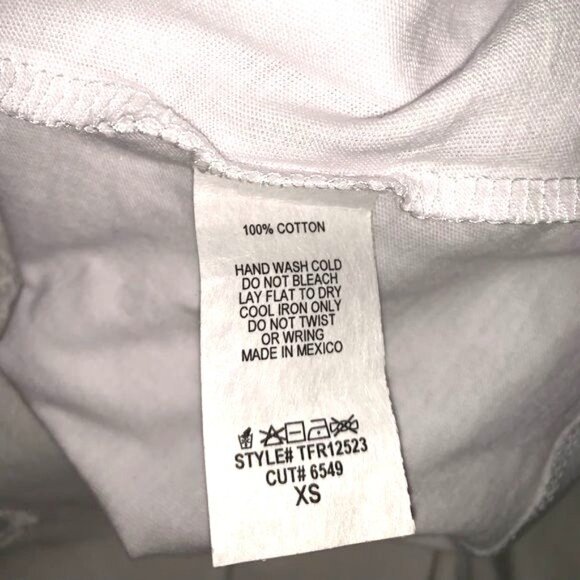 100% COTTON
HAND WASH COLD
DO NOT BLEACH
LAY FLAT TO DRY
COOL IRON ONLY
DO NOT TWIST
OR WRING
MADE IN MEXICO
STYLE# TFR12523
CUT# 6549
XS